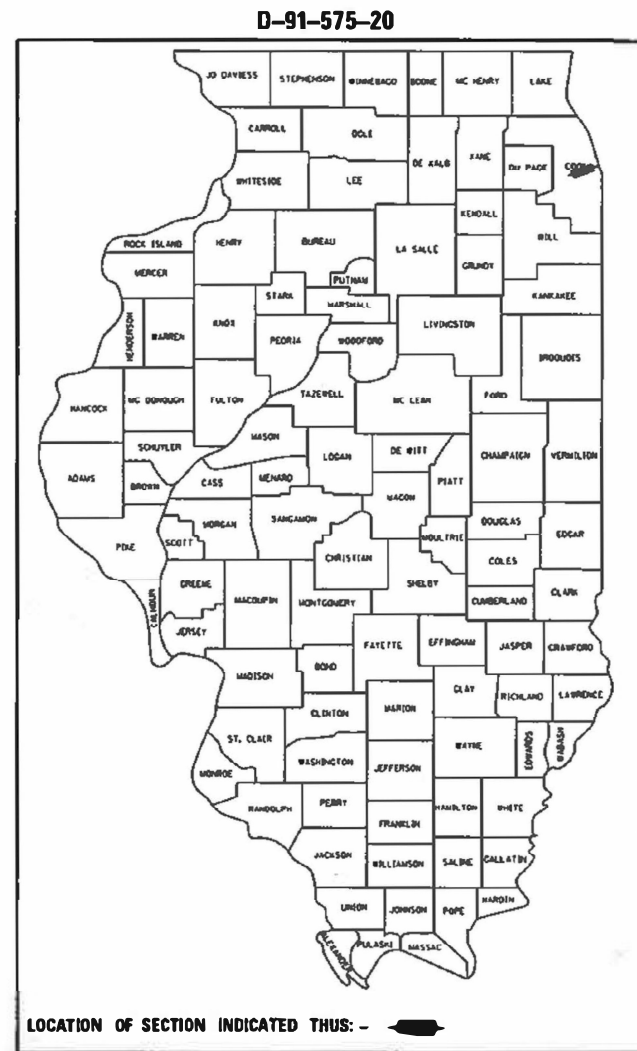 D-91-575-20
JO DAVIESS STEPHENSON WINNEBAGO BOONE MC HENRY LAKE
CARROLL OGLE
DE KALB KANE DU PAGE COOK
WHITESIDE LEE
KENDALL
ROCK ISLAND HENRY BUREAU LA SALLE WILL
MERCER PUTNAM GRUNDY
STARK MARSHALL KANKAKEE
HENDERSON WARREN KNOX PEORIA WOODFORD LIVINGSTON
IROQUOIS
HANCOCK MC DONOUGH FULTON TAZEWELL MC LEAN FORD
MASON
SCHUYLER LOGAN DE WITT CHAMPAIGN VERMILION
ADAMS BROWN CASS MENARD PIATT
MACON
MORGAN SANGAMON DOUGLAS
PIKE SCOTT CHRISTIAN MOULTRIE EDGAR
COLES
GREENE SHELBY
CALHOUN MACOUPIN MONTGOMERY CUMBERLAND CLARK
JERSEY
FAYETTE EFFINGHAM JASPER CRAWFORD
MADISON BOND
CLAY RICHLAND LAWRENCE
CLINTON MARION
ST. CLAIR WAYNE EDWARDS WABASH
WASHINGTON JEFFERSON
MONROE
RANDOLPH PERRY HAMILTON WHITE
FRANKLIN
JACKSON WILLIAMSON SALINE GALLATIN
UNION JOHNSON POPE HARDIN
ALEXANDER PULASKI MASSAC
LOCATION OF SECTION INDICATED THUS: -